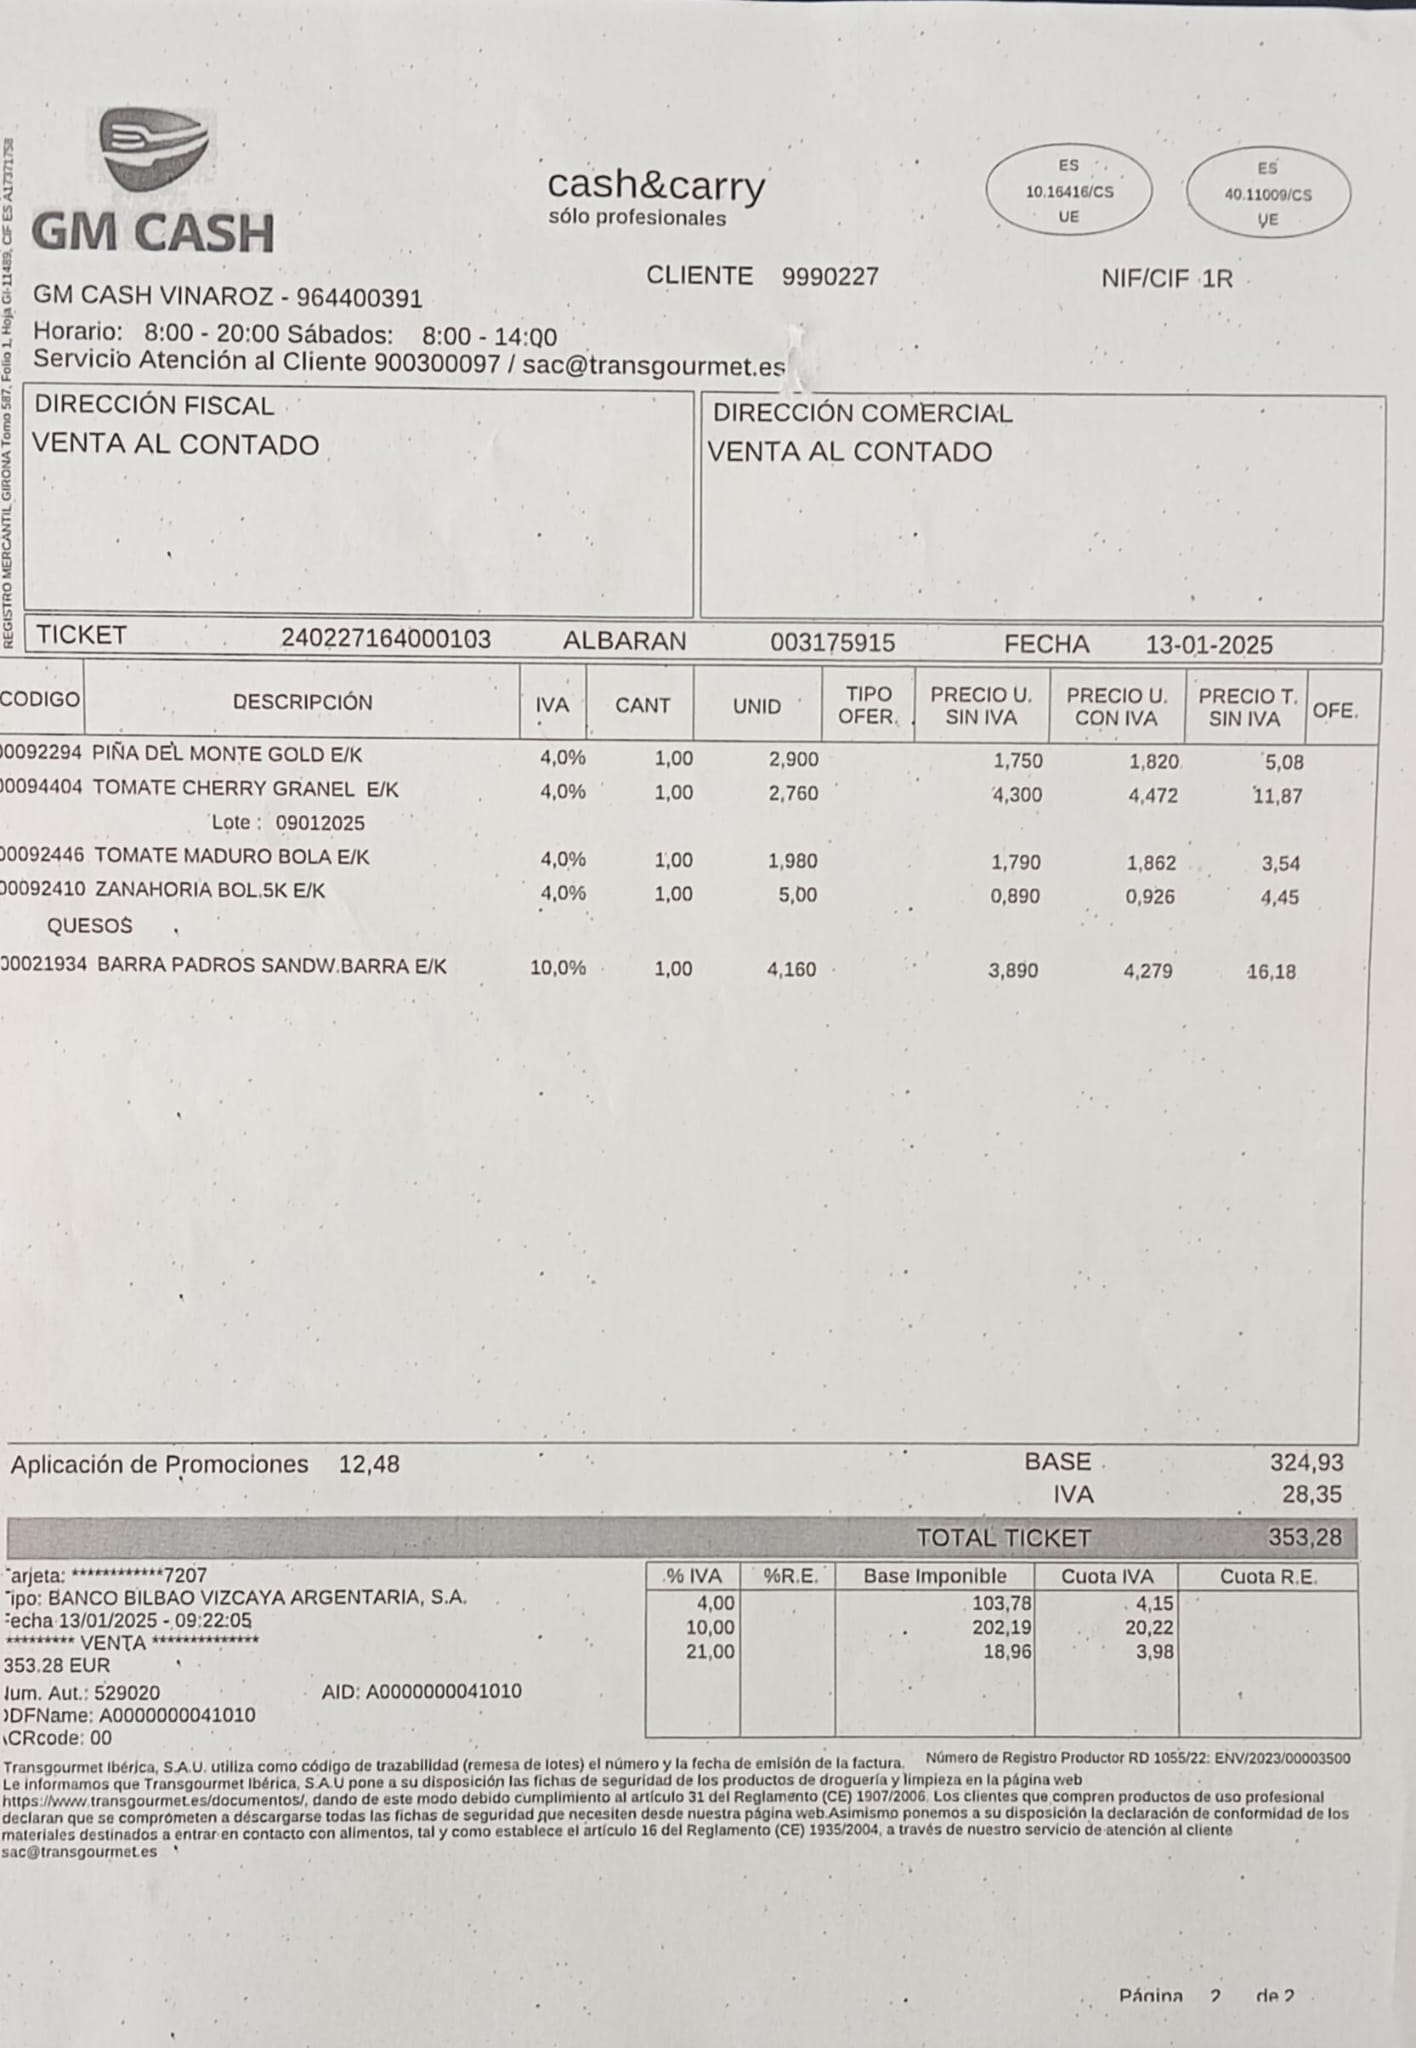 REGISTRO MERCANTIL GIRONA Tomo 587, Folio 1, Hoja GI-11489, CIF ES A17371758
GM CASH
cash&carry
sólo profesionales
ES
10.16416/CS
UE
ES
40.11009/CS
UE
CLIENTE 9990227
NIF/CIF 1R
GM CASH VINAROZ - 964400391
Horario: 8:00 - 20:00 Sábados: 8:00 - 14:00
Servicio Atención al Cliente 900300097 / sac@transgourmet.es
DIRECCIÓN FISCAL
VENTA AL CONTADO
DIRECCIÓN COMERCIAL
VENTA AL CONTADO
TICKET 240227164000103 ALBARAN 003175915 FECHA 13-01-2025
CODIGO DESCRIPCIÓN IVA CANT UNID TIPO OFER. PRECIO U. SIN IVA PRECIO U. CON IVA PRECIO T. SIN IVA OFE.
00092294 PIÑA DEL MONTE GOLD E/K 4,0% 1,00 2,900 1,750 1,820 5,08
00094404 TOMATE CHERRY GRANEL E/K 4,0% 1,00 2,760 4,300 4,472 11,87
Lote : 09012025
00092446 TOMATE MADURO BOLA E/K 4,0% 1,00 1,980 1,790 1,862 3,54
00092410 ZANAHORIA BOL.5K E/K 4,0% 1,00 5,00 0,890 0,926 4,45
QUESOS
00021934 BARRA PADROS SANDW.BARRA E/K 10,0% 1,00 4,160 3,890 4,279 16,18
Aplicación de Promociones 12,48
BASE 324,93
IVA 28,35
TOTAL TICKET 353,28
arjeta: ************7207
ipo: BANCO BILBAO VIZCAYA ARGENTARIA, S.A.
echa 13/01/2025 - 09:22:05
********* VENTA **************
353.28 EUR
um. Aut.: 529020 AID: A0000000041010
DFName: A0000000041010
CRcode: 00
% IVA %R.E. Base Imponible Cuota IVA Cuota R.E.
4,00 103,78 4,15
10,00 202,19 20,22
21,00 18,96 3,98
Transgourmet Ibérica, S.A.U. utiliza como código de trazabilidad (remesa de lotes) el número y la fecha de emisión de la factura. Número de Registro Productor RD 1055/22: ENV/2023/00003500
Le informamos que Transgourmet Ibérica, S.A.U pone a su disposición las fichas de seguridad de los productos de droguería y limpieza en la página web
https://www.transgourmet.es/documentos/, dando de este modo debido cumplimiento al artículo 31 del Reglamento (CE) 1907/2006. Los clientes que compren productos de uso profesional
declaran que se comprometen a descargarse todas las fichas de seguridad que necesiten desde nuestra página web.Asimismo ponemos a su disposición la declaración de conformidad de los
materiales destinados a entrar en contacto con alimentos, tal y como establece el artículo 16 del Reglamento (CE) 1935/2004, a través de nuestro servicio de atención al cliente
sac@transgourmet.es
Página 2 de 2